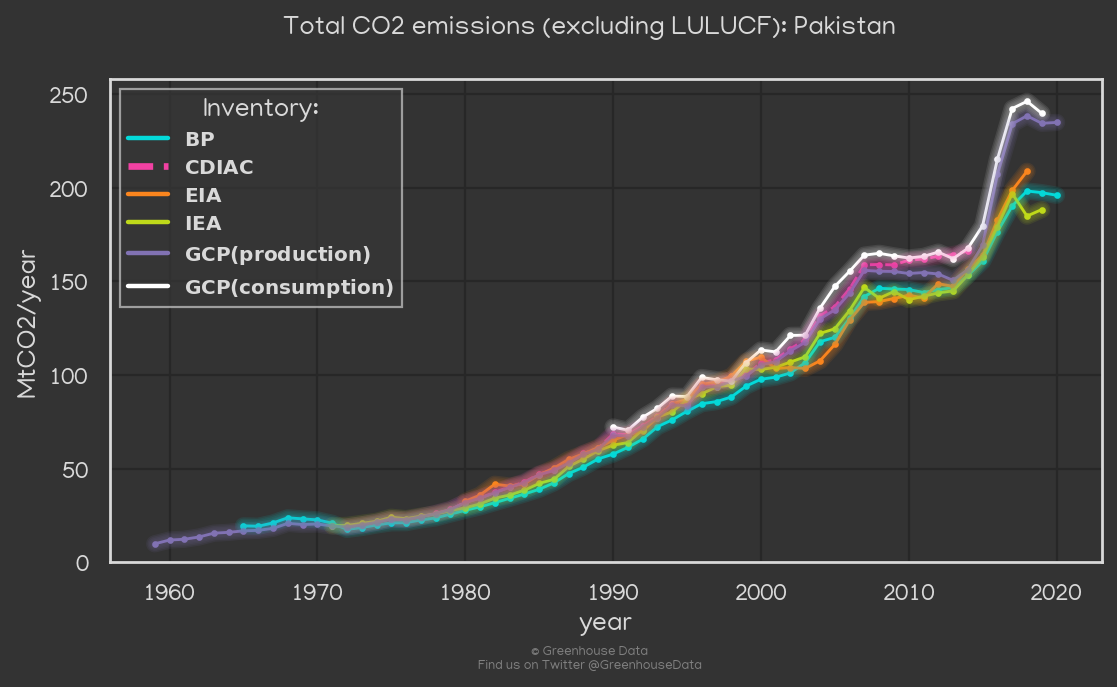 Total CO2 emissions (excluding LULUCF): Pakistan
MtCO2/year
250
200
150
100
50
0
Inventory:
BP
CDIAC
EIA
IEA
GCP(production)
GCP(consumption)
1960 1970 1980 1990 2000 2010 2020
year
© Greenhouse Data
Find us on Twitter @GreenhouseData